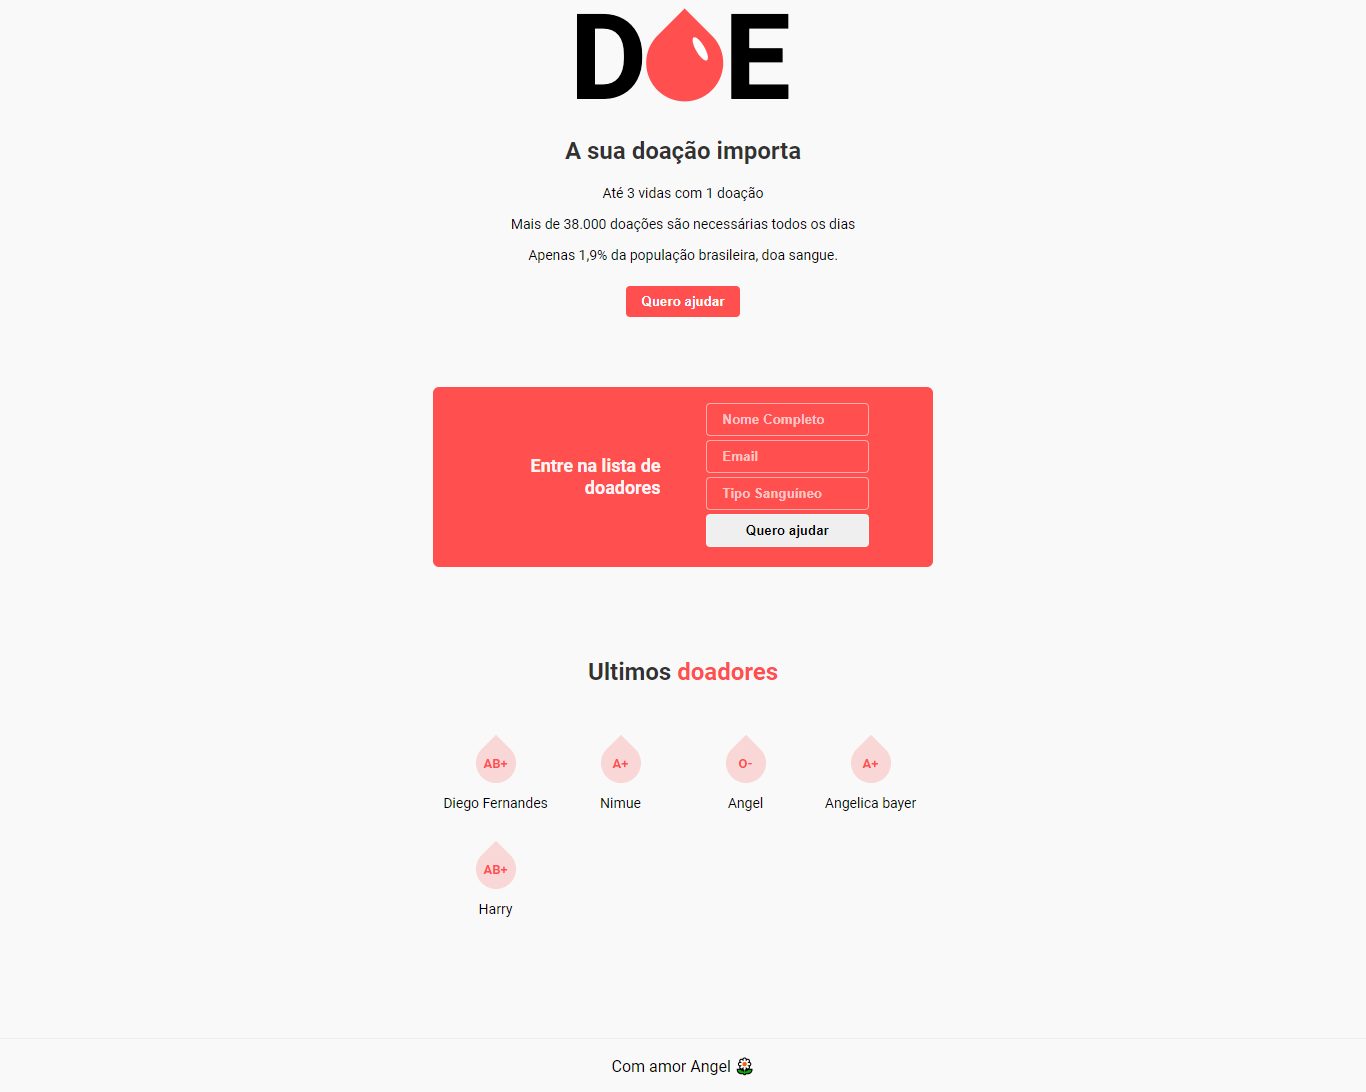 DOE
A sua doação importa
Até 3 vidas com 1 doação
Mais de 38.000 doações são necessárias todos os dias
Apenas 1,9% da população brasileira, doa sangue.
Quero ajudar
Entre na lista de
doadores
Nome Completo
Email
Tipo Sanguineo
Quero ajudar
Ultimos doadores
AB+
A+
O-
A+
Diego Fernandes
Nimue
Angel
Angelica bayer
AB+
Harry
Com amor Angel